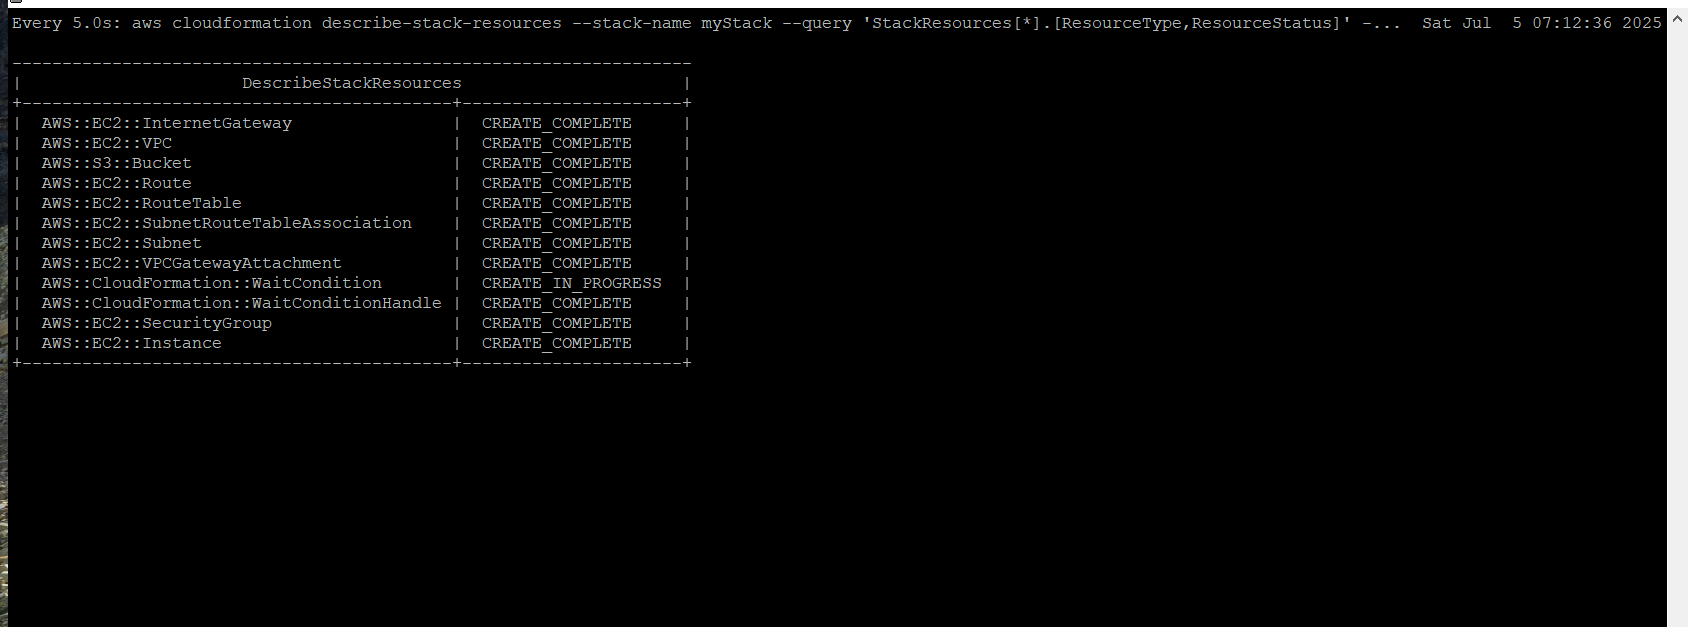 Every 5.0s: aws cloudformation describe-stack-resources --stack-name myStack --query 'StackResources[*].[ResourceType,ResourceStatus]' -... Sat Jul  5 07:12:36 2025
--------------------------------------------------------------------
|                      DescribeStackResources                      |
+-------------------------------------------+----------------------+
|  AWS::EC2::InternetGateway                |  CREATE_COMPLETE     |
|  AWS::EC2::VPC                            |  CREATE_COMPLETE     |
|  AWS::S3::Bucket                          |  CREATE_COMPLETE     |
|  AWS::EC2::Route                          |  CREATE_COMPLETE     |
|  AWS::EC2::RouteTable                     |  CREATE_COMPLETE     |
|  AWS::EC2::SubnetRouteTableAssociation    |  CREATE_COMPLETE     |
|  AWS::EC2::Subnet                         |  CREATE_COMPLETE     |
|  AWS::EC2::VPCGatewayAttachment           |  CREATE_COMPLETE     |
|  AWS::CloudFormation::WaitCondition       |  CREATE_IN_PROGRESS  |
|  AWS::CloudFormation::WaitConditionHandle |  CREATE_COMPLETE     |
|  AWS::EC2::SecurityGroup                  |  CREATE_COMPLETE     |
|  AWS::EC2::Instance                       |  CREATE_COMPLETE     |
+-------------------------------------------+----------------------+